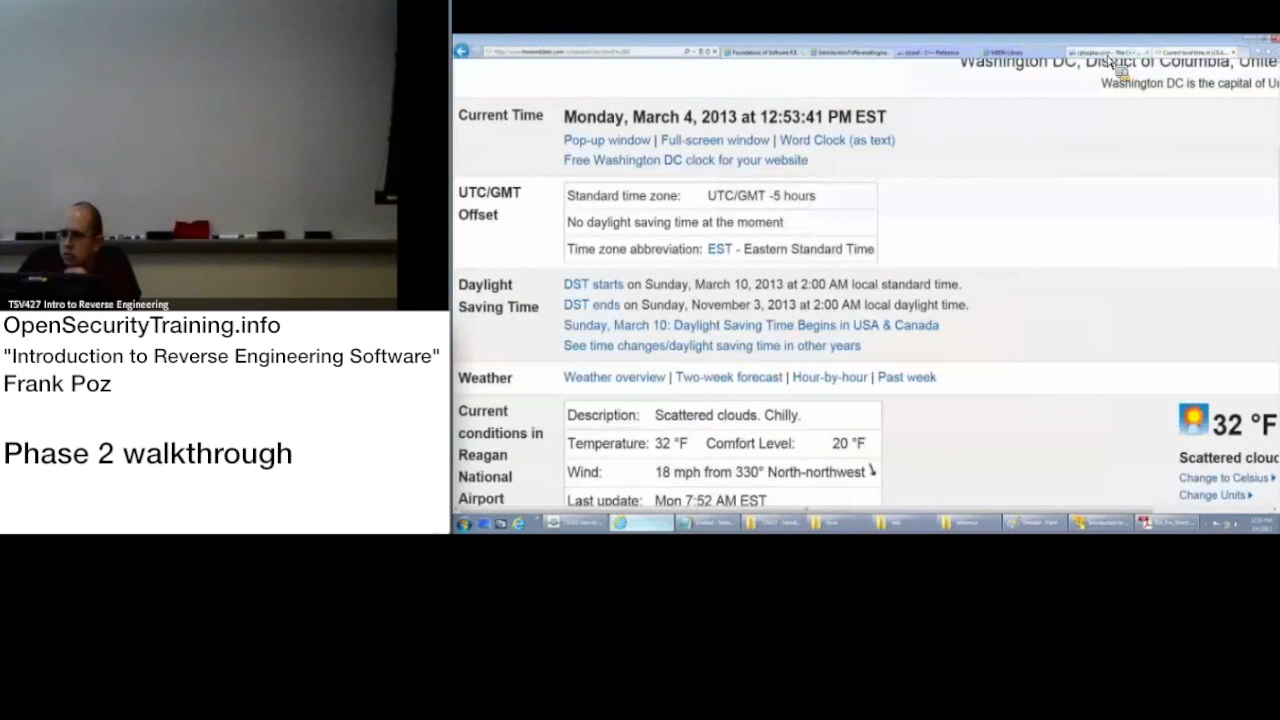 TSV427 Intro to Reverse Engineering
OpenSecurityTraining.info
"Introduction to Reverse Engineering Software"
Frank Poz
Phase 2 walkthrough
Washington DC, District of Columbia, Unite
Washington DC is the capital of Un
Current Time
Monday, March 4, 2013 at 12:53:41 PM EST
Pop-up window | Full-screen window | Word Clock (as text)
Free Washington DC clock for your website
UTC/GMT Offset
Standard time zone: UTC/GMT -5 hours
No daylight saving time at the moment
Time zone abbreviation: EST - Eastern Standard Time
Daylight Saving Time
DST starts on Sunday, March 10, 2013 at 2:00 AM local standard time.
DST ends on Sunday, November 3, 2013 at 2:00 AM local daylight time.
Sunday, March 10: Daylight Saving Time Begins in USA & Canada
See time changes/daylight saving time in other years
Weather
Weather overview | Two-week forecast | Hour-by-hour | Past week
Current conditions in Reagan National Airport
Description: Scattered clouds. Chilly.
Temperature: 32 °F Comfort Level: 20 °F
Wind: 18 mph from 330° North-northwest
Last update: Mon 7:52 AM EST
32 °F
Scattered clouc
Change to Celsius
Change Units